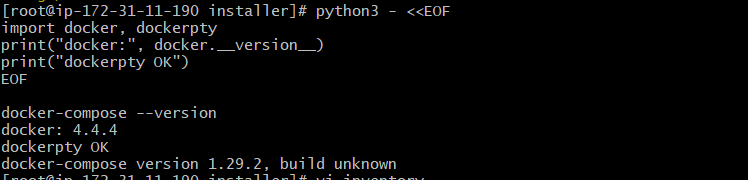 [root@ip-172-31-11-190 installer]# python3 - <<EOF
import docker, dockerpty
print("docker:", docker.__version__)
print("dockerpty OK")
EOF

docker-compose --version
docker: 4.4.4
dockerpty OK
docker-compose version 1.29.2, build unknown
[root@ip-172-31-11-190 installer]# vi inventory